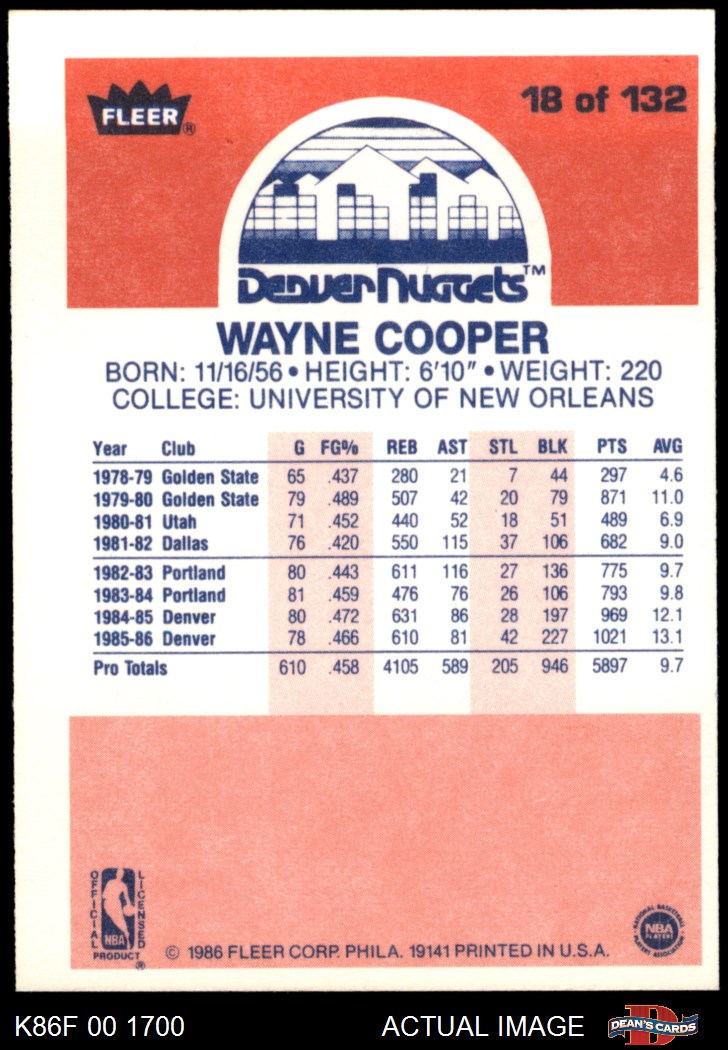 FLEER®
18 of 132
Denver Nuggets™
WAYNE COOPER
BORN: 11/16/56 • HEIGHT: 6'10" • WEIGHT: 220
COLLEGE: UNIVERSITY OF NEW ORLEANS
Year Club G FG% REB AST STL BLK PTS AVG
1978-79 Golden State 65 .437 280 21 7 44 297 4.6
1979-80 Golden State 79 .489 507 42 20 79 871 11.0
1980-81 Utah 71 .452 440 52 18 51 489 6.9
1981-82 Dallas 76 .420 550 115 37 106 682 9.0
1982-83 Portland 80 .443 611 116 27 136 775 9.7
1983-84 Portland 81 .459 476 76 26 106 793 9.8
1984-85 Denver 80 .472 631 86 28 197 969 12.1
1985-86 Denver 78 .466 610 81 42 227 1021 13.1
Pro Totals 610 .458 4105 589 205 946 5897 9.7
OFFICIAL
LICENSED
NBA
PRODUCT ®
© 1986 FLEER CORP. PHILA. 19141 PRINTED IN U.S.A.
NATIONAL BASKETBALL
NBA
PLAYERS
PLAYERS ASSOCIATION
K86F 00 1700
ACTUAL IMAGE
D
DEAN'S CARDS